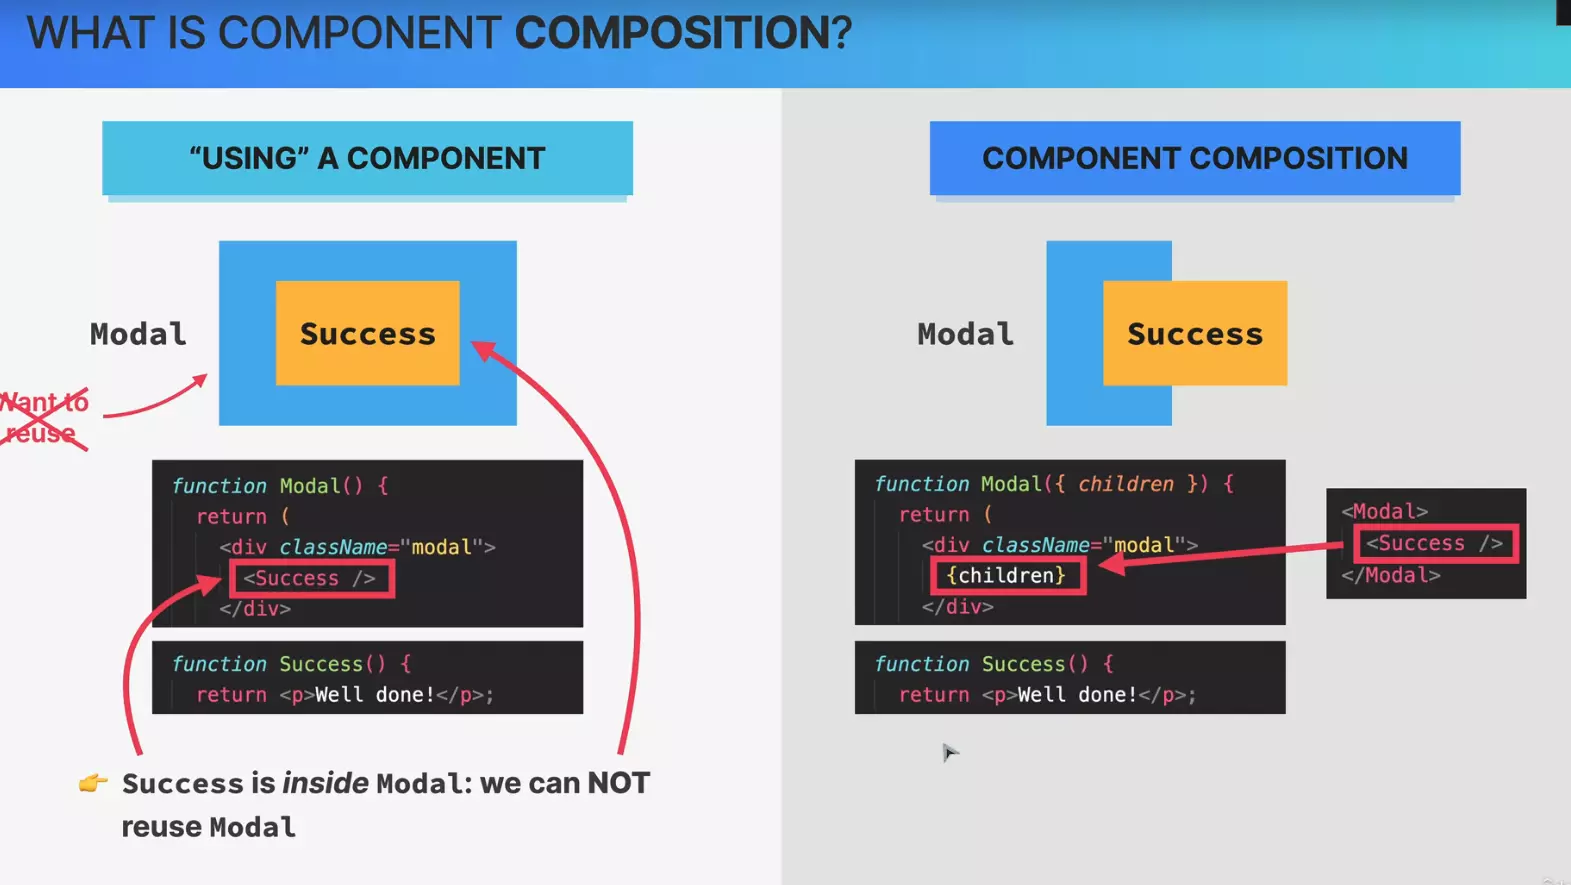 WHAT IS COMPONENT COMPOSITION?
“USING” A COMPONENT
Modal
Success
Want to
reuse
function Modal() {
return (
<div className="modal">
<Success />
</div>
function Success() {
return <p>Well done!</p>;
👉 Success is inside Modal: we can NOT
reuse Modal
COMPONENT COMPOSITION
Modal
Success
function Modal({ children }) {
return (
<div className="modal">
{children}
</div>
<Modal>
<Success />
</Modal>
function Success() {
return <p>Well done!</p>;